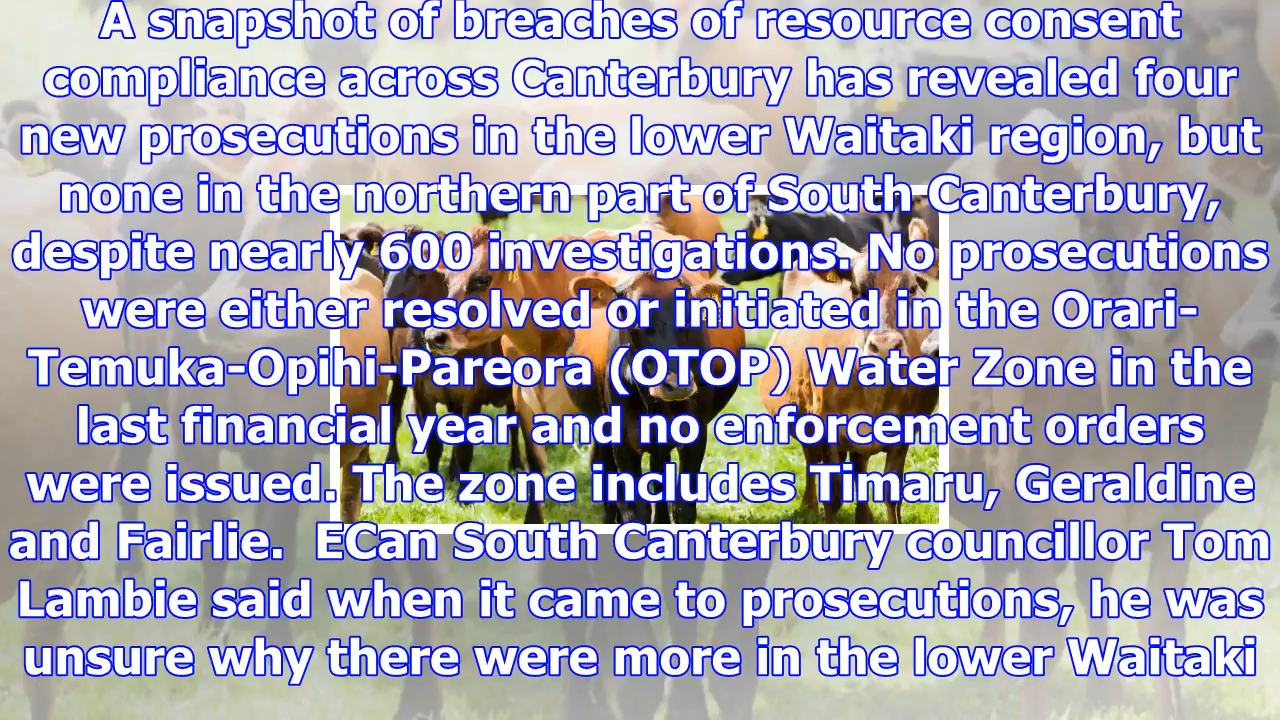 A snapshot of breaches of resource consent
compliance across Canterbury has revealed four
new prosecutions in the lower Waitaki region, but
none in the northern part of South Canterbury,
despite nearly 600 investigations. No prosecutions
were either resolved or initiated in the Orari-
Temuka-Opihi-Pareora (OTOP) Water Zone in the
last financial year and no enforcement orders
were issued. The zone includes Timaru, Geraldine
and Fairlie.  ECan South Canterbury councillor Tom
Lambie said when it came to prosecutions, he was
unsure why there were more in the lower Waitaki